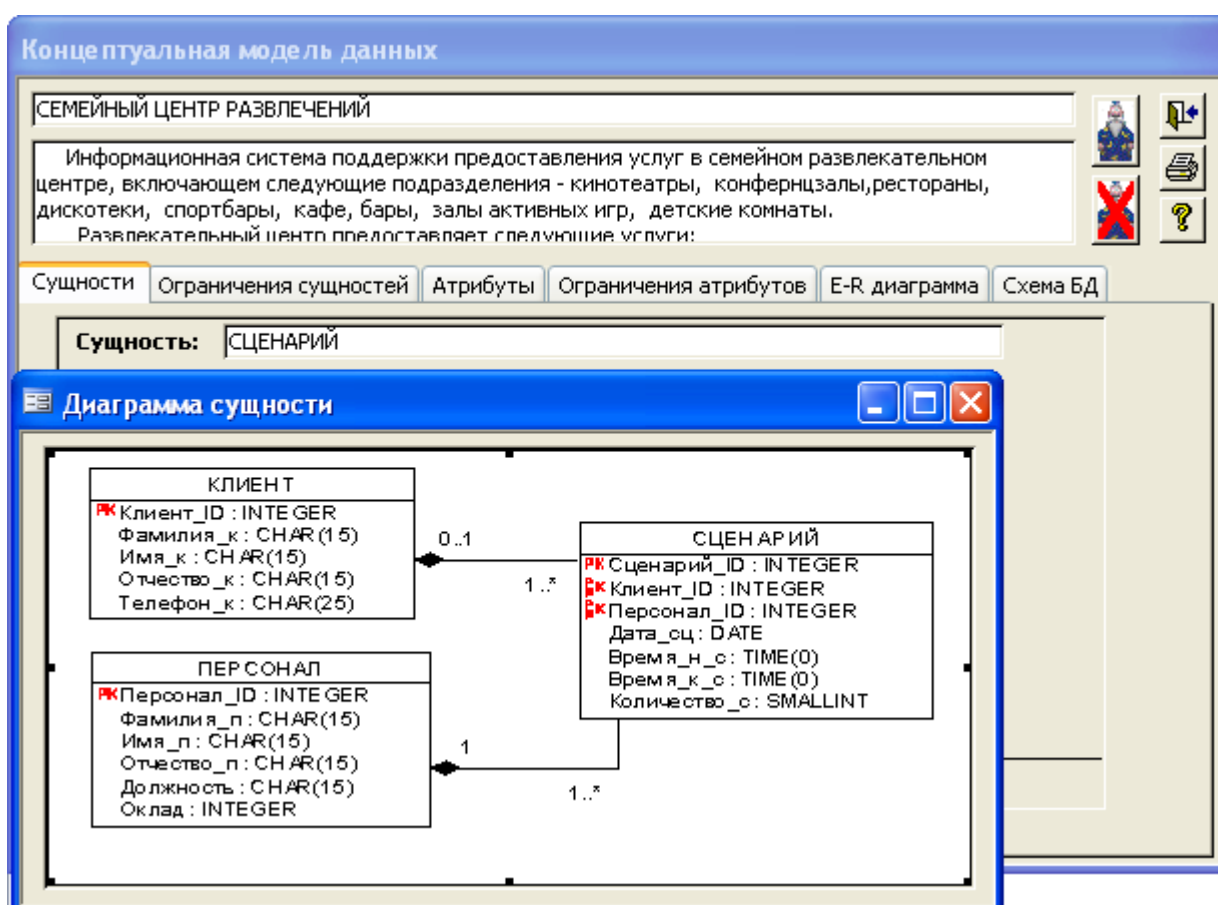 Концептуальная модель данных
СЕМЕЙНЫЙ ЦЕНТР РАЗВЛЕЧЕНИЙ
Информационная система поддержки предоставления услуг в семейном развлекательном
центре, включающем следующие подразделения - кинотеатры, конфернцзалы,рестораны,
дискотеки, спортбары, кафе, бары, залы активных игр, детские комнаты.
Развлекательный центр предоставляет следующие услуги:
Сущности Ограничения сущностей Атрибуты Ограничения атрибутов E-R диаграмма Схема БД
Сущность: СЦЕНАРИЙ
Диаграмма сущности
КЛИЕНТ
PK Клиент_ID : INTEGER
Фамилия_к : CHAR(15)
Имя_к : CHAR(15)
Отчество_к : CHAR(15)
Телефон_к : CHAR(25)
0..1
1..*
СЦЕНАРИЙ
PK Сценарий_ID : INTEGER
Клиент_ID : INTEGER
Персонал_ID : INTEGER
Дата_сц : DATE
Время_н_с : TIME(0)
Время_к_с : TIME(0)
Количество_с : SMALLINT
ПЕРСОНАЛ
PK Персонал_ID : INTEGER
Фамилия_п : CHAR(15)
Имя_п : CHAR(15)
Отчество_п : CHAR(15)
Должность : CHAR(15)
Оклад : INTEGER
1
1..*